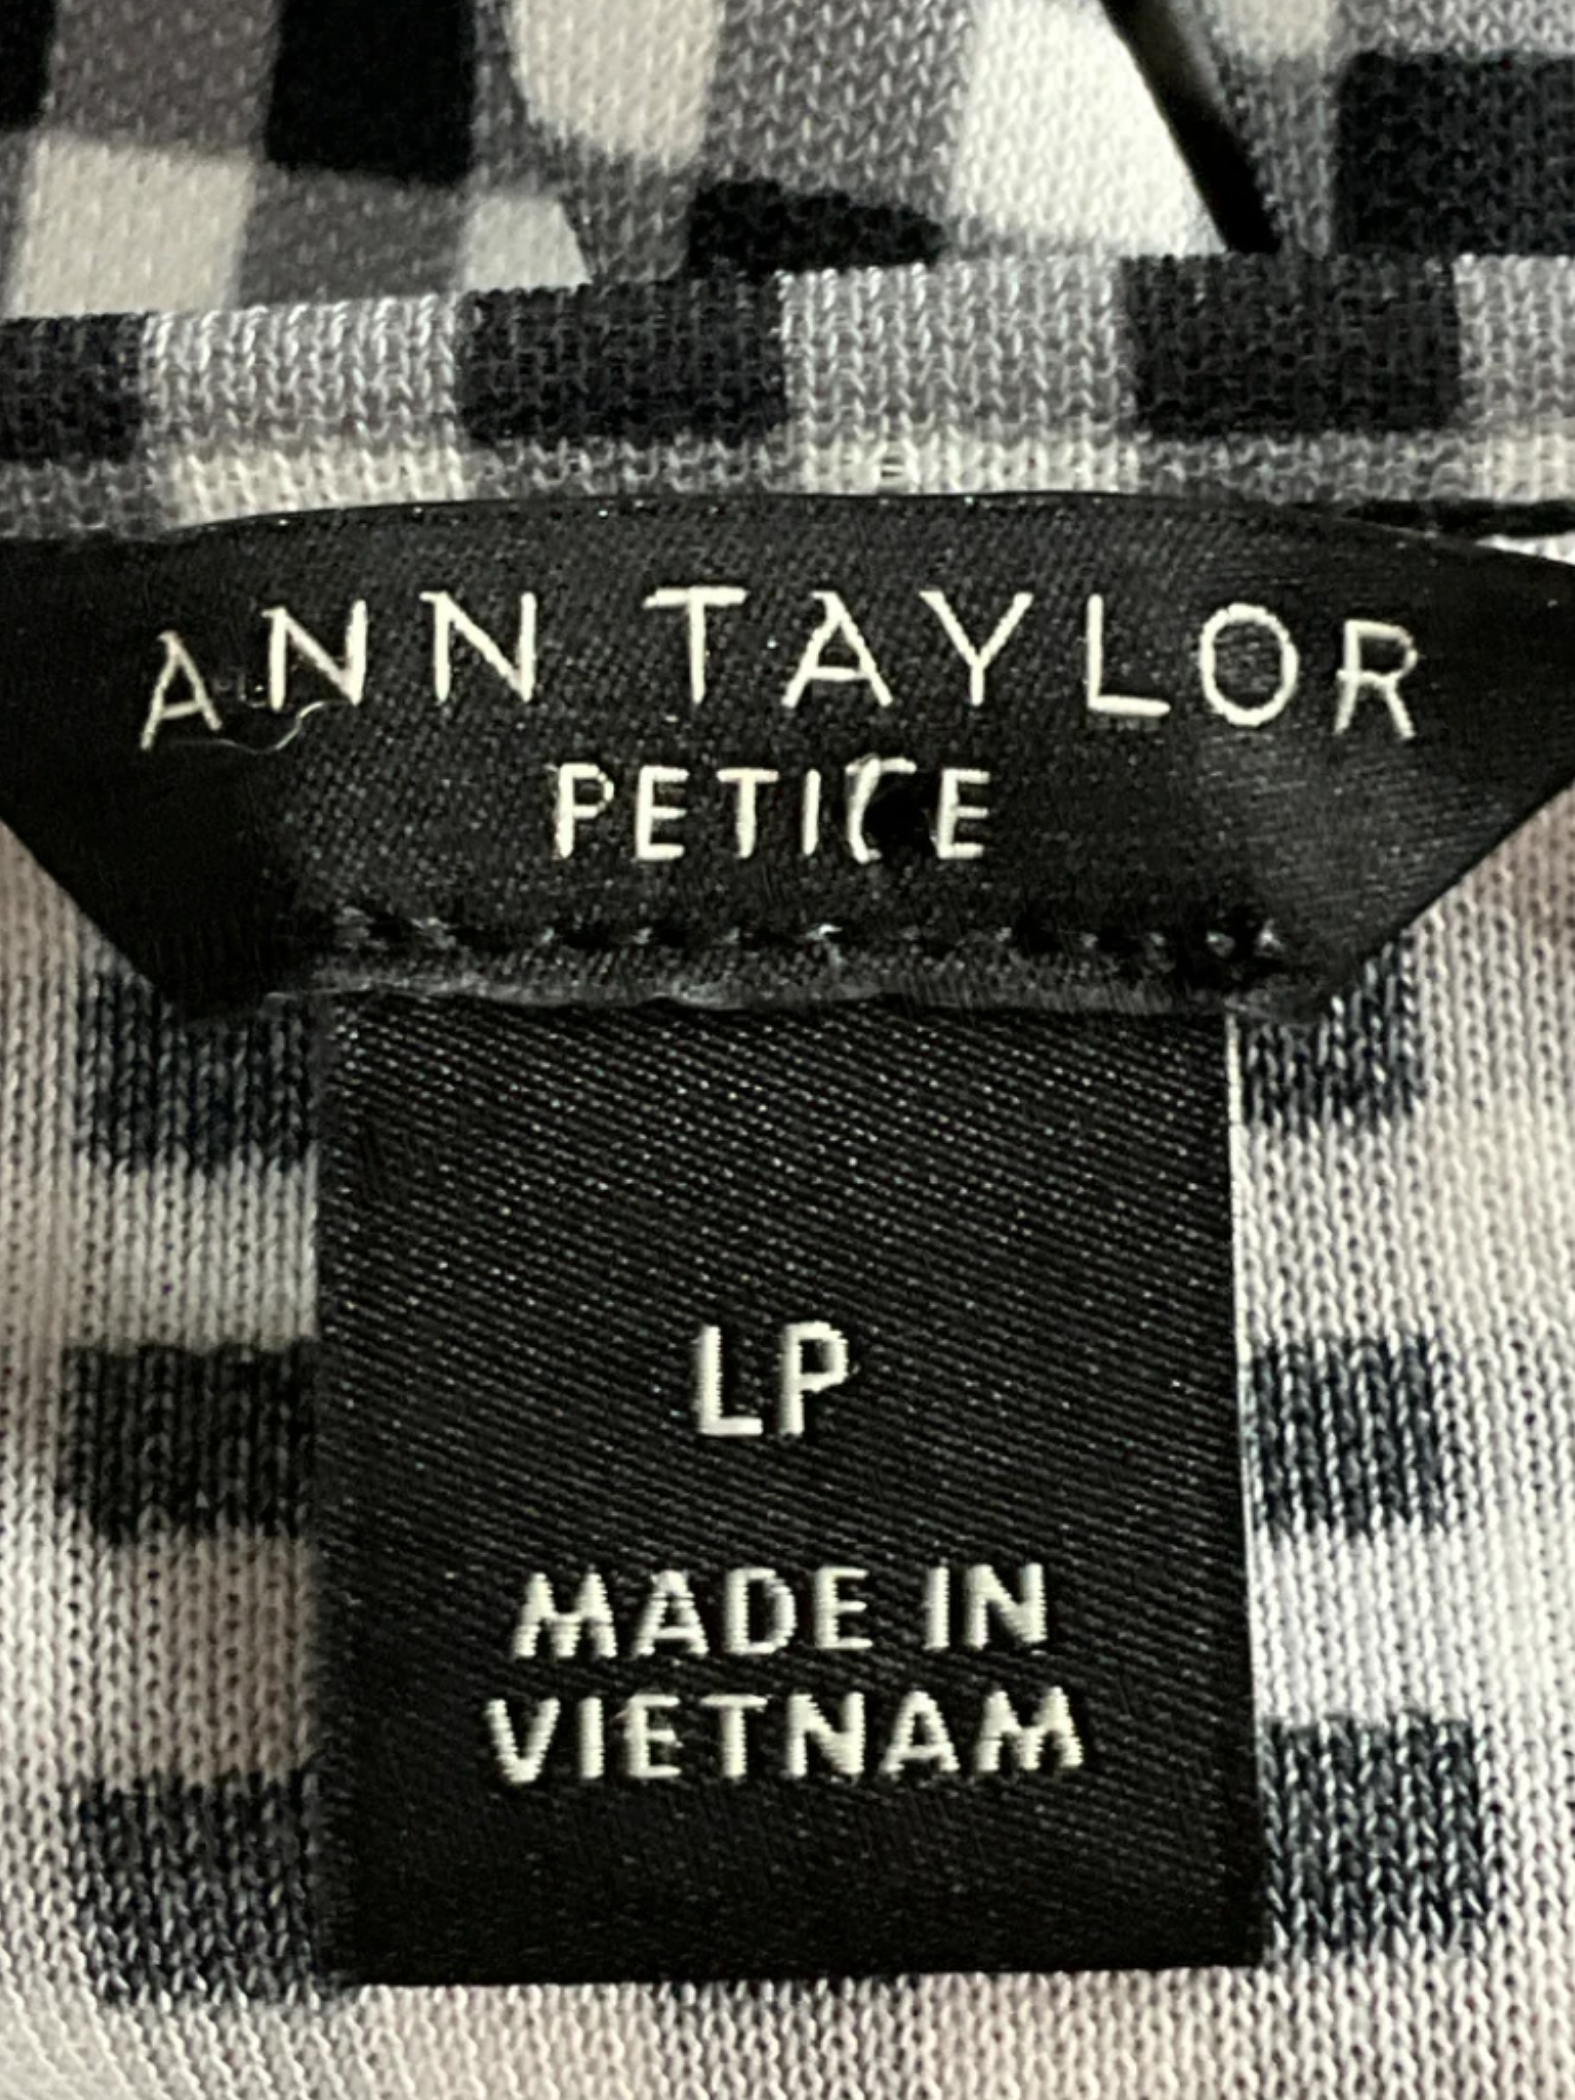 ANN TAYLOR
PETITE
LP
MADE IN
VIETNAM